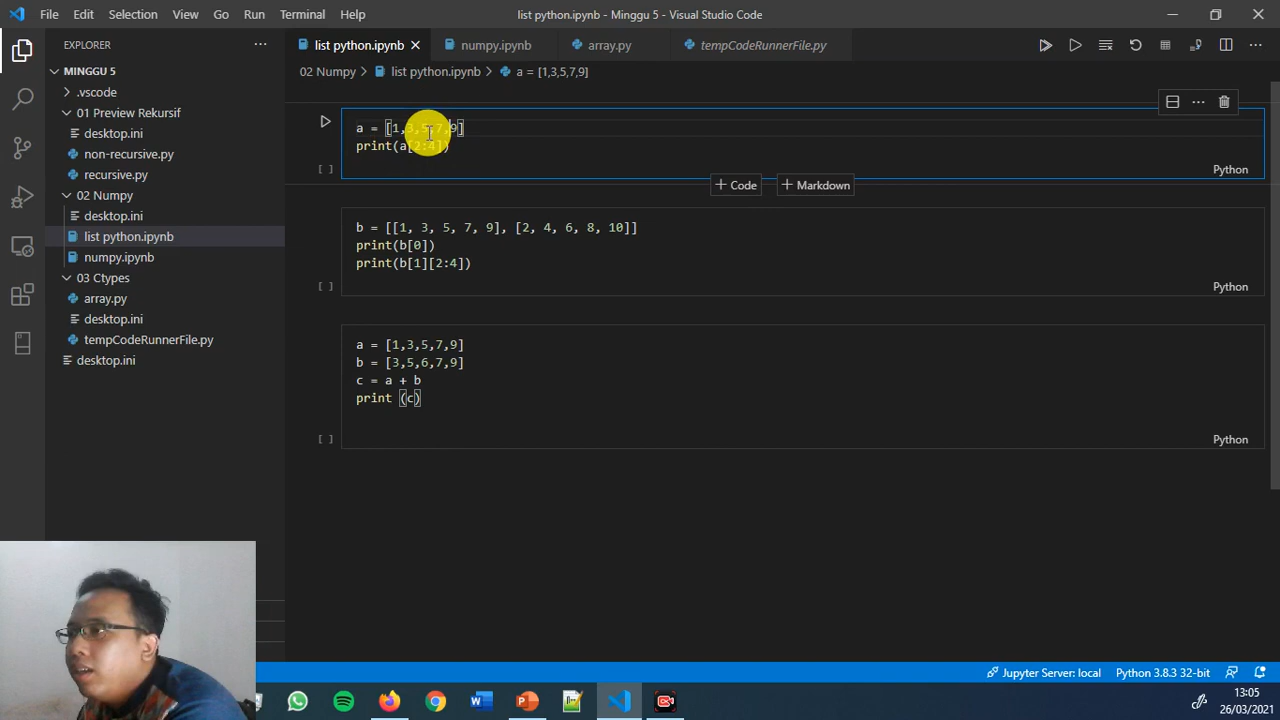 File Edit Selection View Go Run Terminal Help
list python.ipynb - Minggu 5 - Visual Studio Code
EXPLORER
list python.ipynb
numpy.ipynb
array.py
tempCodeRunnerFile.py
02 Numpy > list python.ipynb > a = [1,3,5,7,9]
MINGGU 5
.vscode
01 Preview Rekursif
desktop.ini
non-recursive.py
recursive.py
02 Numpy
desktop.ini
list python.ipynb
numpy.ipynb
03 Ctypes
array.py
desktop.ini
tempCodeRunnerFile.py
desktop.ini
a = [1,3,5,7,9]
print(a[2:4])
[ ]
Python
+ Code
+ Markdown
b = [[1, 3, 5, 7, 9], [2, 4, 6, 8, 10]]
print(b[0])
print(b[1][2:4])
[ ]
Python
a = [1,3,5,7,9]
b = [3,5,6,7,9]
c = a + b
print (c)
[ ]
Python
Jupyter Server: local
Python 3.8.3 32-bit
13:05
26/03/2021